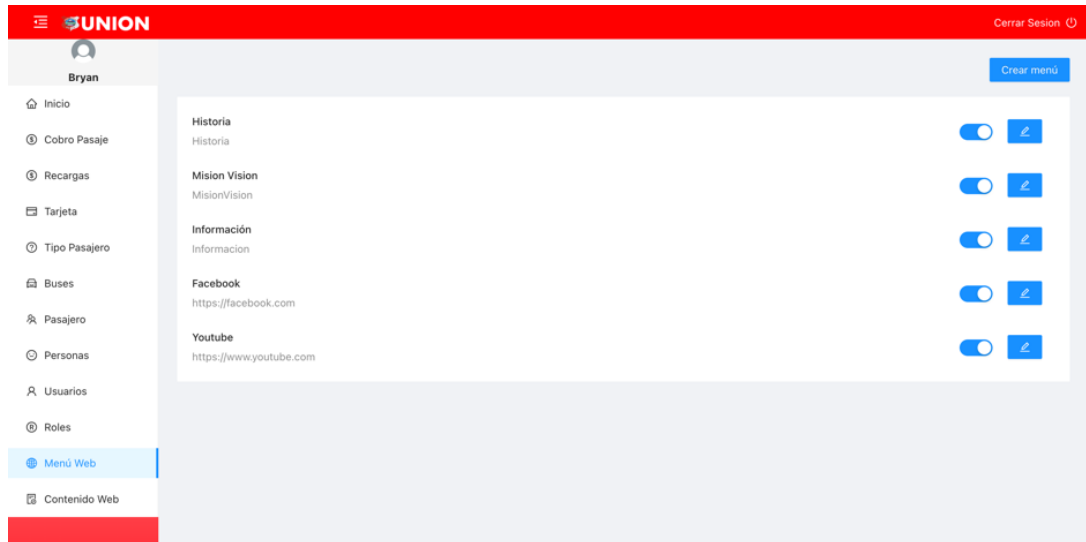 UNION
Cerrar Sesion
Bryan
Crear menú
Inicio
Cobro Pasaje
Recargas
Tarjeta
Tipo Pasajero
Buses
Pasajero
Personas
Usuarios
Roles
Menú Web
Contenido Web
Historia
Historia
Mision Vision
MisionVision
Información
Informacion
Facebook
https://facebook.com
Youtube
https://www.youtube.com